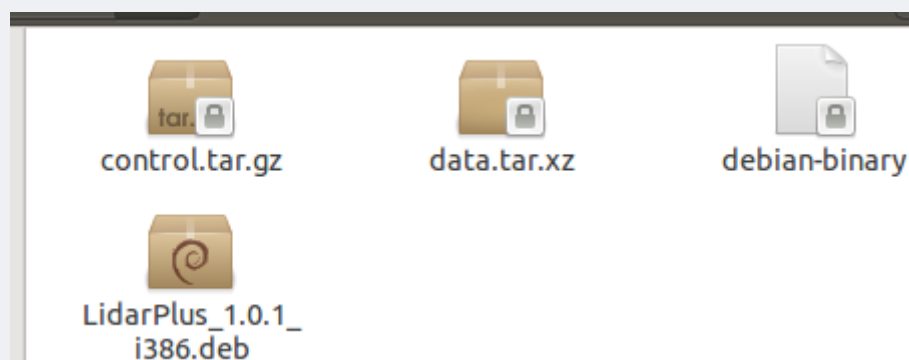 tar.
control.tar.gz
data.tar.xz
debian-binary
LidarPlus_1.0.1_
i386.deb